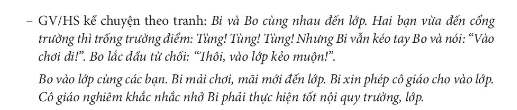 – GV/HS kể chuyện theo tranh: Bi và Bo cùng nhau đến lớp. Hai bạn vừa đến cổng
trường thì trống trường điểm: Tùng! Tùng! Tùng! Nhưng Bi vẫn kéo tay Bo và nói: “Vào
chơi đi!”. Bo lắc đầu từ chối: “Thôi, vào lớp kẻo muộn!”.
Bo vào lớp cùng các bạn. Bi mải chơi, mãi mới đến lớp. Bi xin phép cô giáo cho vào lớp.
Cô giáo nghiêm khắc nhắc nhở Bi phải thực hiện tốt nội quy trường, lớp.